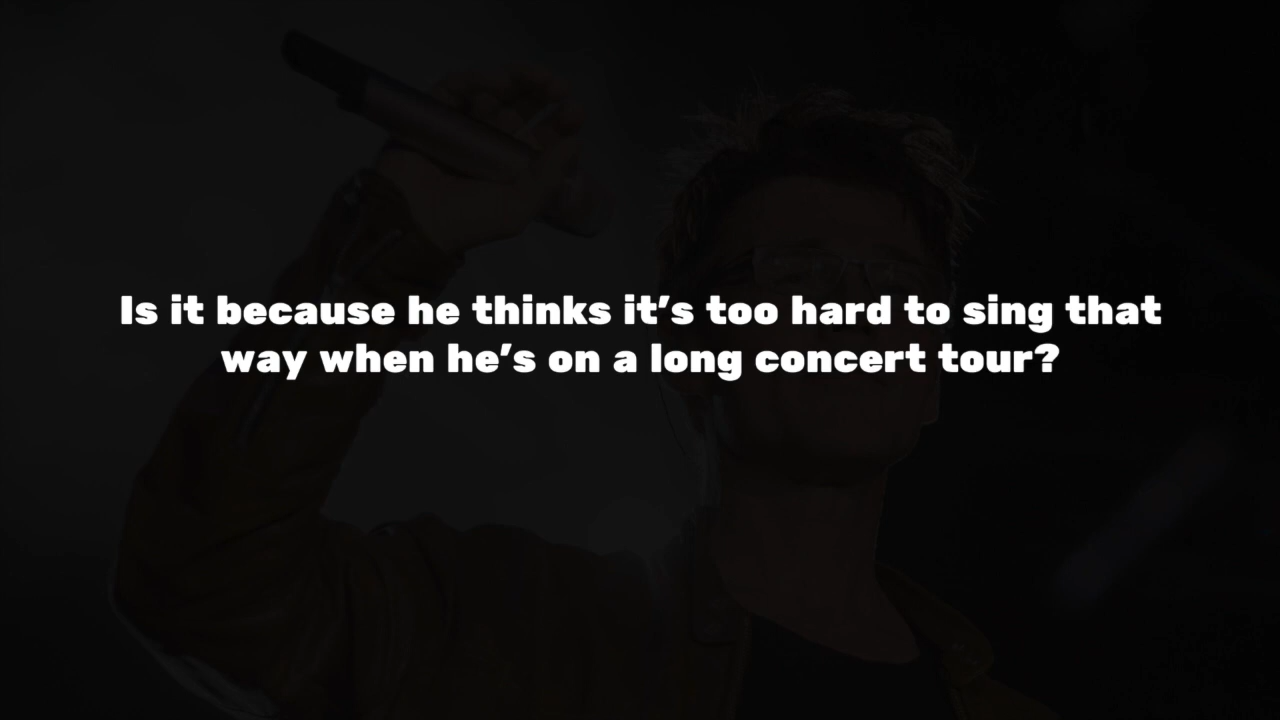 Is it because he thinks it’s too hard to sing that
way when he’s on a long concert tour?